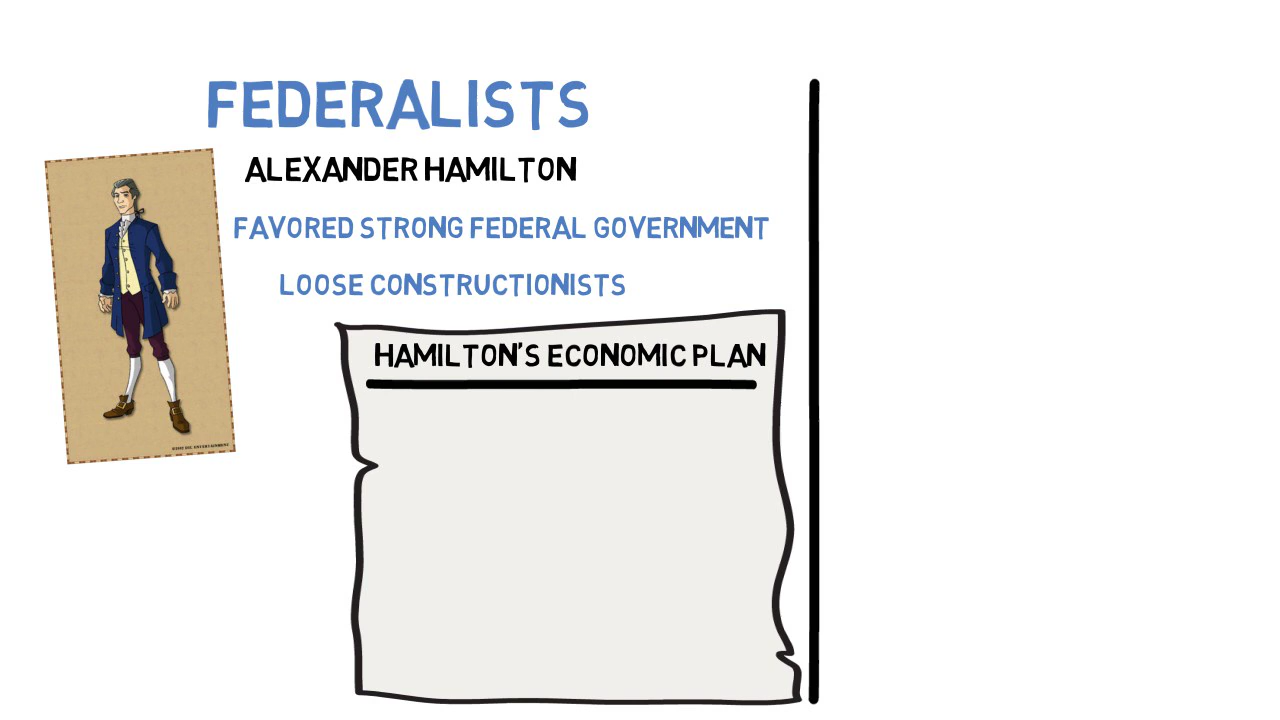 FEDERALISTS
ALEXANDER HAMILTON
FAVORED STRONG FEDERAL GOVERNMENT
LOOSE CONSTRUCTIONISTS
HAMILTON'S ECONOMIC PLAN